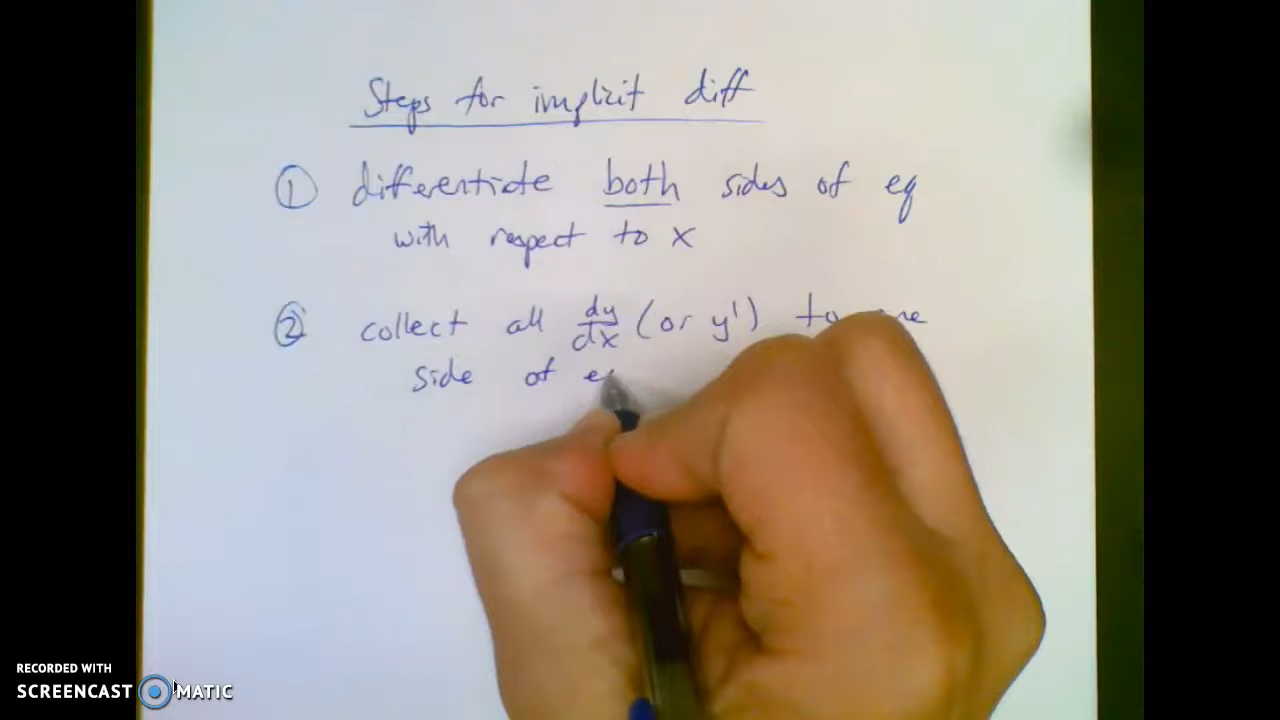 Steps for implicit diff
① differentiate both sides of eq
with respect to x
② collect all dy/dx (or y') to
side of
RECORDED WITH
SCREENCAST MATIC